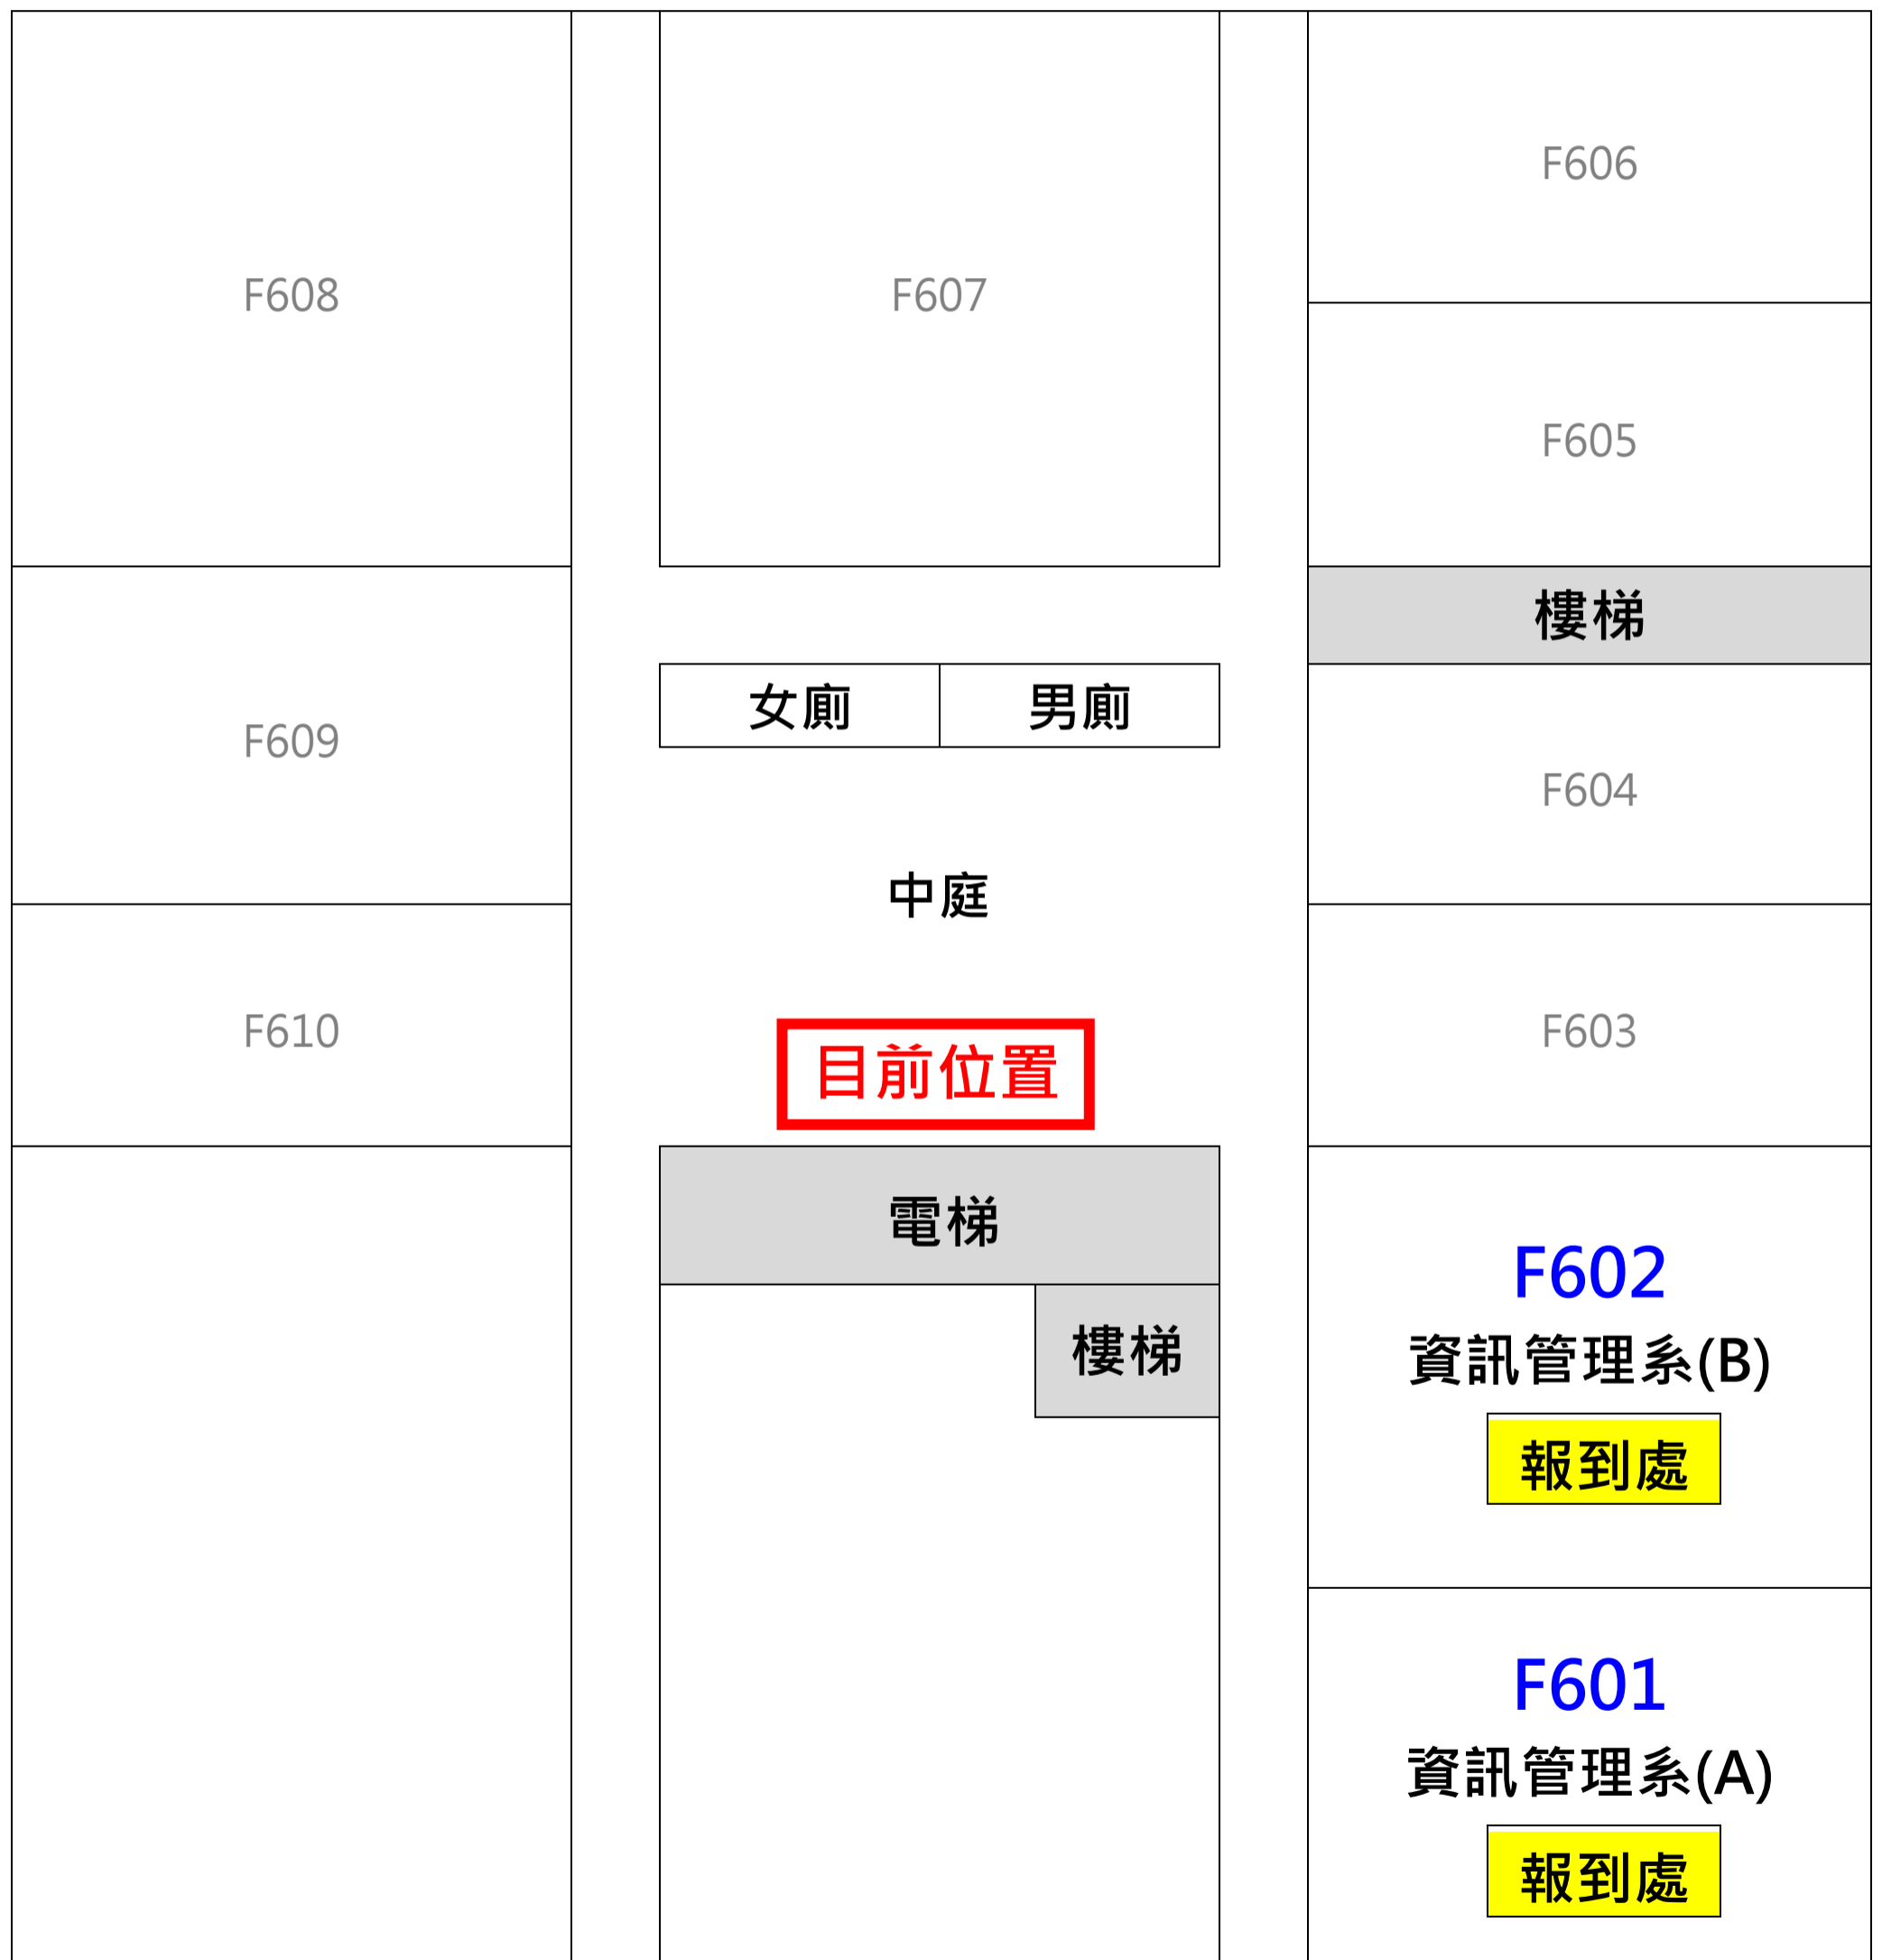 F608
F607
F606
F605
樓梯
女廁
男廁
F609
F604
中庭
F610
目前位置
F603
電梯
樓梯
F602
資訊管理系(B)
報到處
F601
資訊管理系(A)
報到處